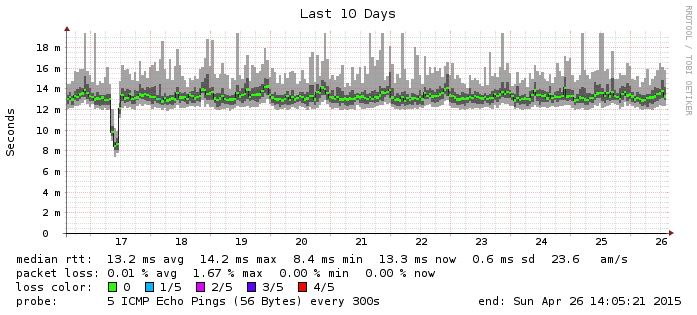 Last 10 Days
RRDTOOL / TOBI OETIKER
Seconds
18 m
16 m
14 m
12 m
10 m
8 m
6 m
4 m
2 m
0
17 18 19 20 21 22 23 24 25 26
median rtt: 13.2 ms avg 14.2 ms max 8.4 ms min 13.3 ms now 0.6 ms sd 23.6 am/s
packet loss: 0.01 % avg 1.67 % max 0.00 % min 0.00 % now
loss color: 0 1/5 2/5 3/5 4/5
probe: 5 ICMP Echo Pings (56 Bytes) every 300s end: Sun Apr 26 14:05:21 2015